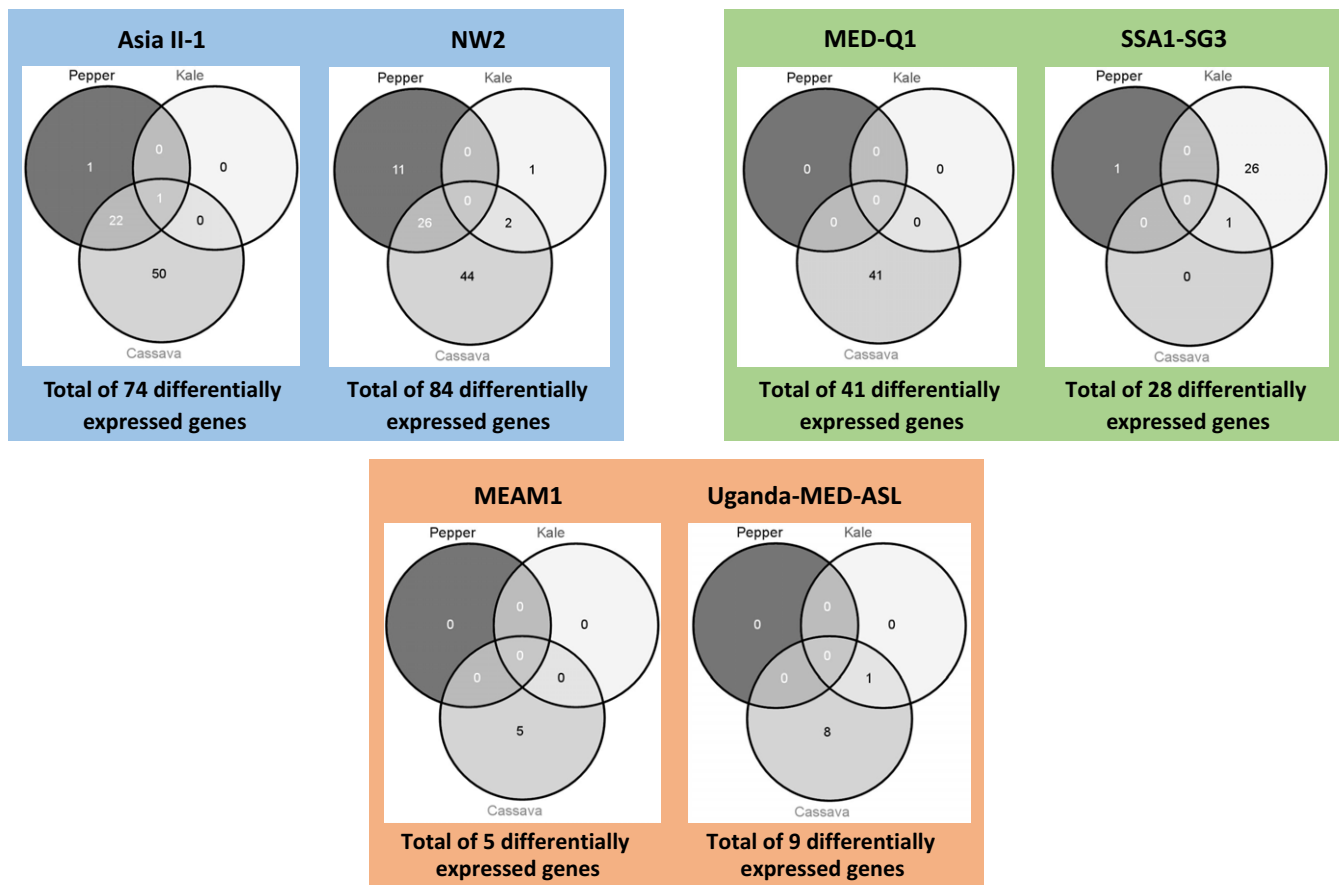 Asia II-1
Pepper Kale
1 0 0
1
22 0
50
Cassava
Total of 74 differentially
expressed genes
NW2
Pepper Kale
11 0 1
0
26 2
44
Cassava
Total of 84 differentially
expressed genes
MED-Q1
Pepper Kale
0 0 0
0
0 0
41
Cassava
Total of 41 differentially
expressed genes
SSA1-SG3
Pepper Kale
1 0 26
0
0 1
0
Cassava
Total of 28 differentially
expressed genes
MEAM1
Pepper Kale
0 0 0
0
0 0
5
Cassava
Total of 5 differentially
expressed genes
Uganda-MED-ASL
Pepper Kale
0 0 0
0
0 1
8
Cassava
Total of 9 differentially
expressed genes